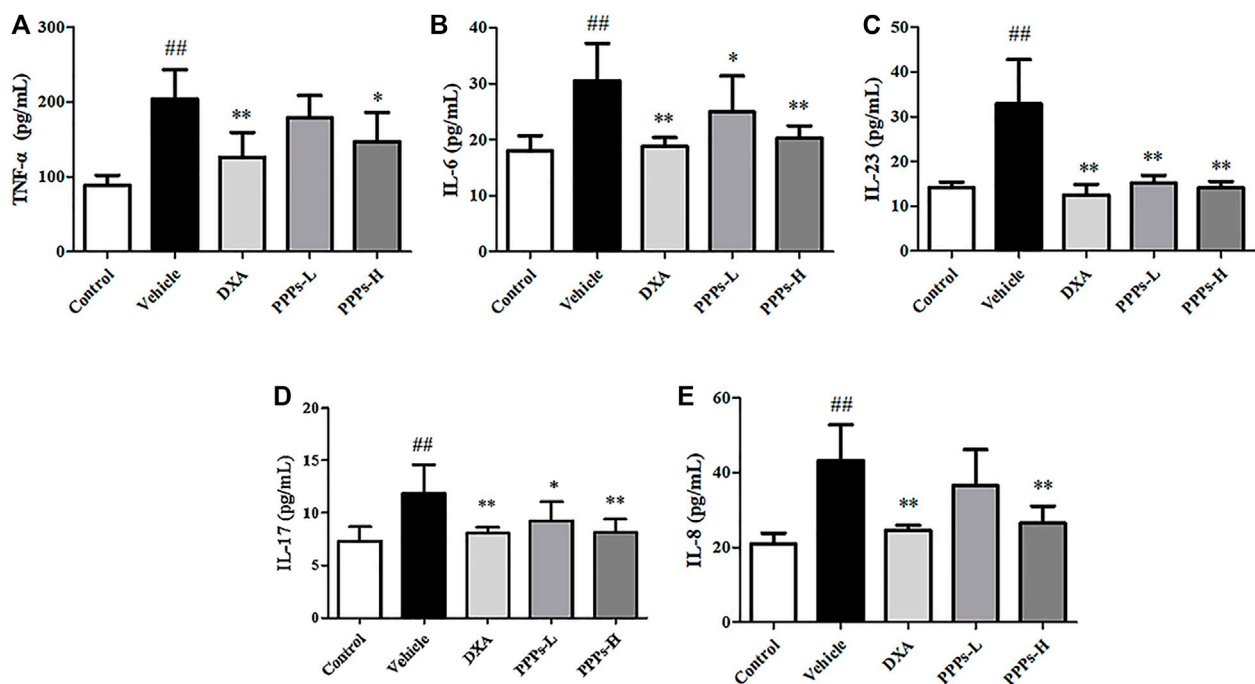 A
TNF-α (pg/mL)
300
200
100
0
##
**
*
Control
Vehicle
DXA
PPPs-L
PPPs-H
B
IL-6 (pg/mL)
40
30
20
10
0
##
**
*
**
Control
Vehicle
DXA
PPPs-L
PPPs-H
C
IL-23 (pg/mL)
50
40
30
20
10
0
##
**
**
**
Control
Vehicle
DXA
PPPs-L
PPPs-H
D
IL-17 (pg/mL)
20
15
10
5
0
##
**
*
**
Control
Vehicle
DXA
PPPs-L
PPPs-H
E
IL-8 (pg/mL)
60
40
20
0
##
**
**
Control
Vehicle
DXA
PPPs-L
PPPs-H